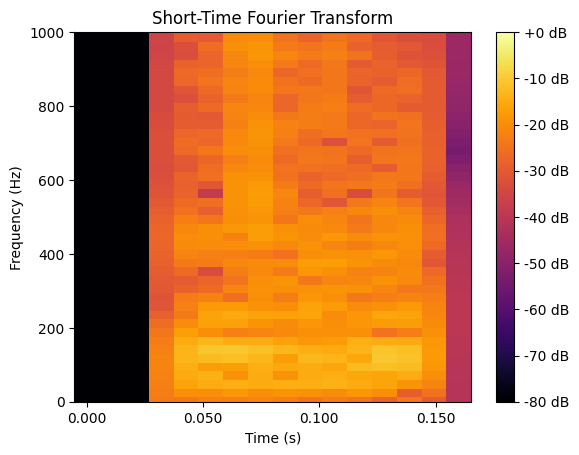 Short-Time Fourier Transform
1000
800
600
400
200
0
Frequency (Hz)
0.000
0.050
0.100
0.150
Time (s)
+0 dB
-10 dB
-20 dB
-30 dB
-40 dB
-50 dB
-60 dB
-70 dB
-80 dB